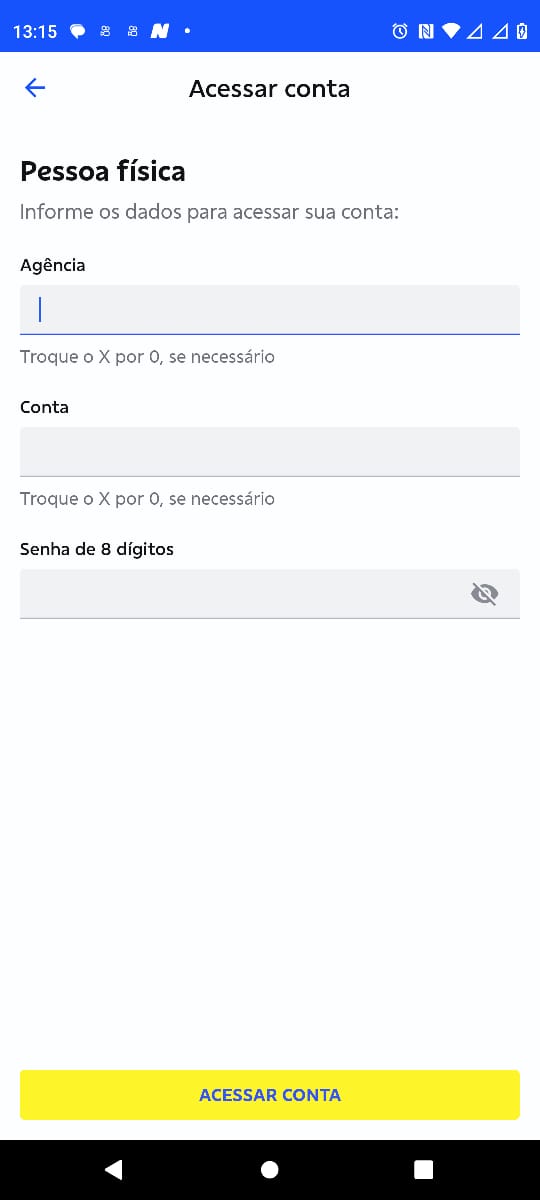 13:15
Acessar conta
Pessoa física
Informe os dados para acessar sua conta:
Agência
Troque o X por 0, se necessário
Conta
Troque o X por 0, se necessário
Senha de 8 dígitos
ACESSAR CONTA